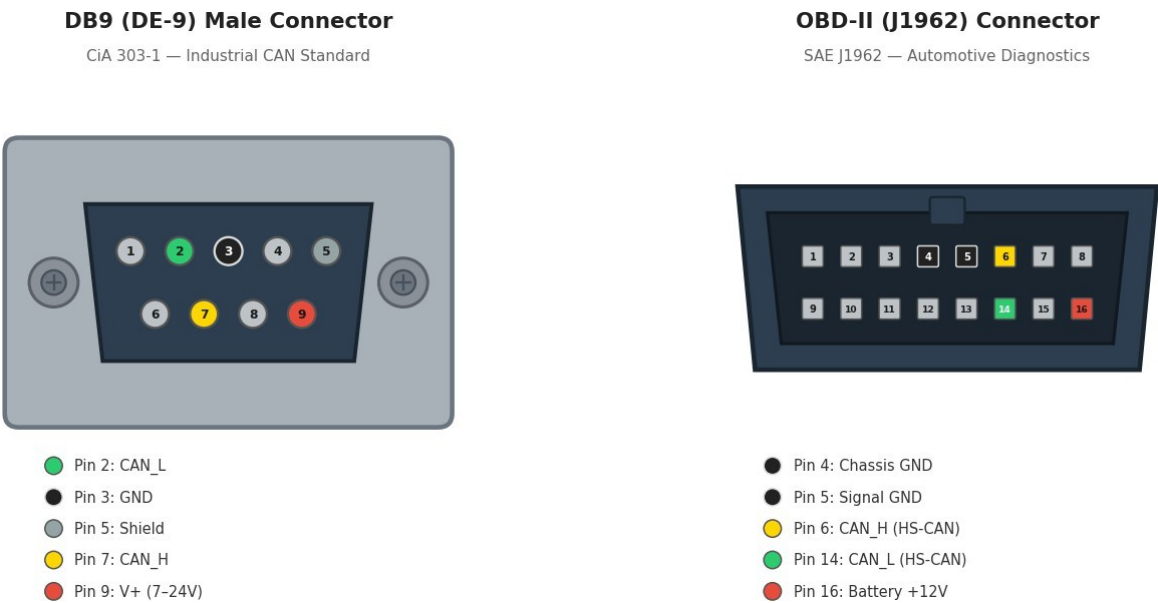 DB9 (DE-9) Male Connector
CiA 303-1 — Industrial CAN Standard
1 2 3 4 5
6 7 8 9
Pin 2: CAN_L
Pin 3: GND
Pin 5: Shield
Pin 7: CAN_H
Pin 9: V+ (7–24V)
OBD-II (J1962) Connector
SAE J1962 — Automotive Diagnostics
1 2 3 4 5 6 7 8
9 10 11 12 13 14 15 16
Pin 4: Chassis GND
Pin 5: Signal GND
Pin 6: CAN_H (HS-CAN)
Pin 14: CAN_L (HS-CAN)
Pin 16: Battery +12V